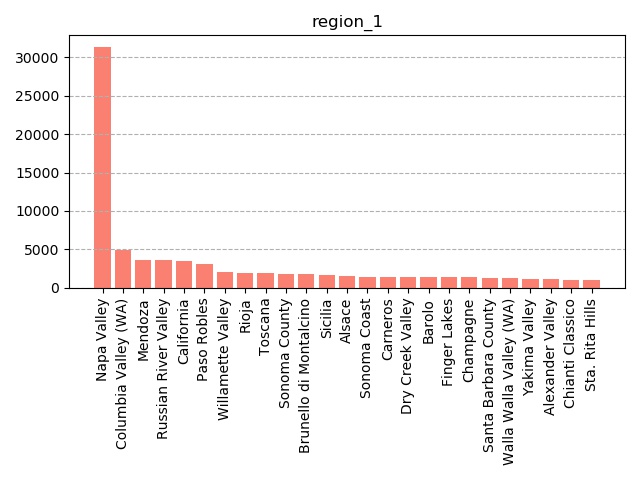 region_1
30000
25000
20000
15000
10000
5000
0
Napa Valley
Columbia Valley (WA)
Mendoza
Russian River Valley
California
Paso Robles
Willamette Valley
Rioja
Toscana
Sonoma County
Brunello di Montalcino
Sicilia
Alsace
Sonoma Coast
Carneros
Dry Creek Valley
Barolo
Finger Lakes
Champagne
Santa Barbara County
Walla Walla Valley (WA)
Yakima Valley
Alexander Valley
Chianti Classico
Sta. Rita Hills